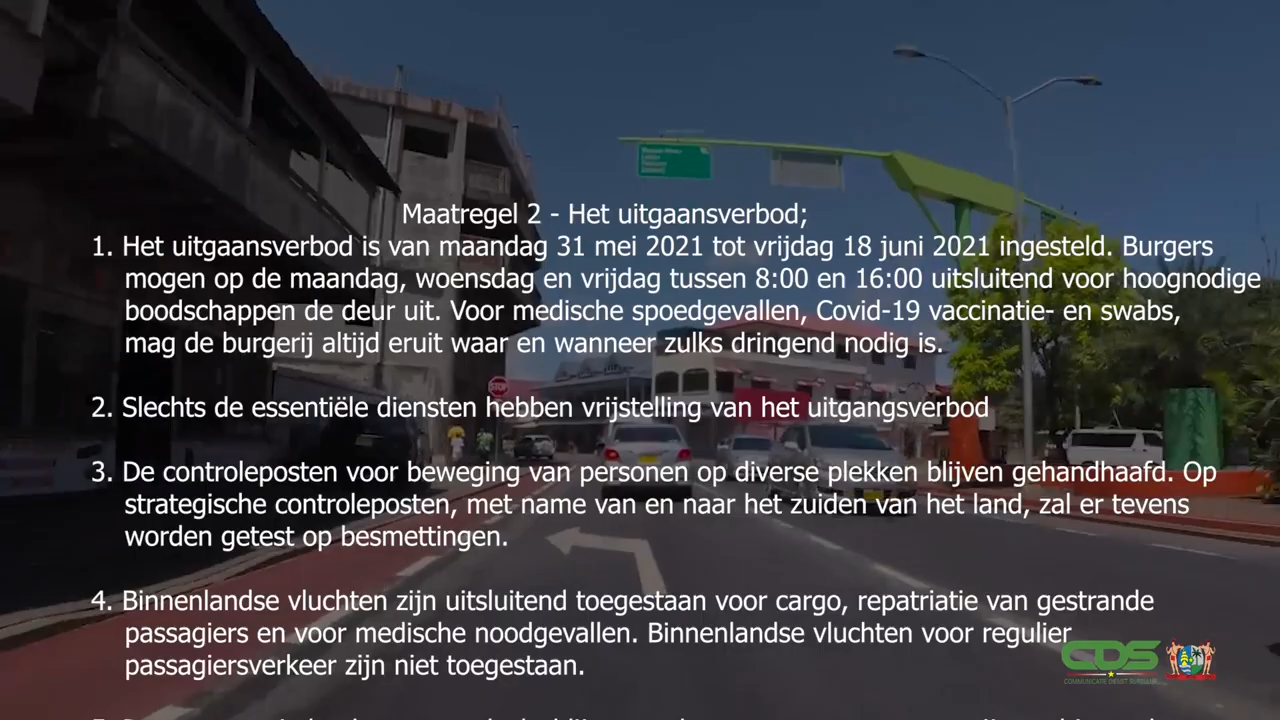 Maatregel 2 - Het uitgaansverbod;
1. Het uitgaansverbod is van maandag 31 mei 2021 tot vrijdag 18 juni 2021 ingesteld. Burgers
mogen op de maandag, woensdag en vrijdag tussen 8:00 en 16:00 uitsluitend voor hoognodige
boodschappen de deur uit. Voor medische spoedgevallen, Covid-19 vaccinatie- en swabs,
mag de burgerij altijd eruit waar en wanneer zulks dringend nodig is.
STOP
2. Slechts de essentiële diensten hebben vrijstelling van het uitgangsverbod
3. De controleposten voor beweging van personen op diverse plekken blijven gehandhaafd. Op
strategische controleposten, met name van en naar het zuiden van het land, zal er tevens
worden getest op besmettingen.
4. Binnenlandse vluchten zijn uitsluitend toegestaan voor cargo, repatriatie van gestrande
passagiers en voor medische noodgevallen. Binnenlandse vluchten voor regulier
passagiersverkeer zijn niet toegestaan.
CDS